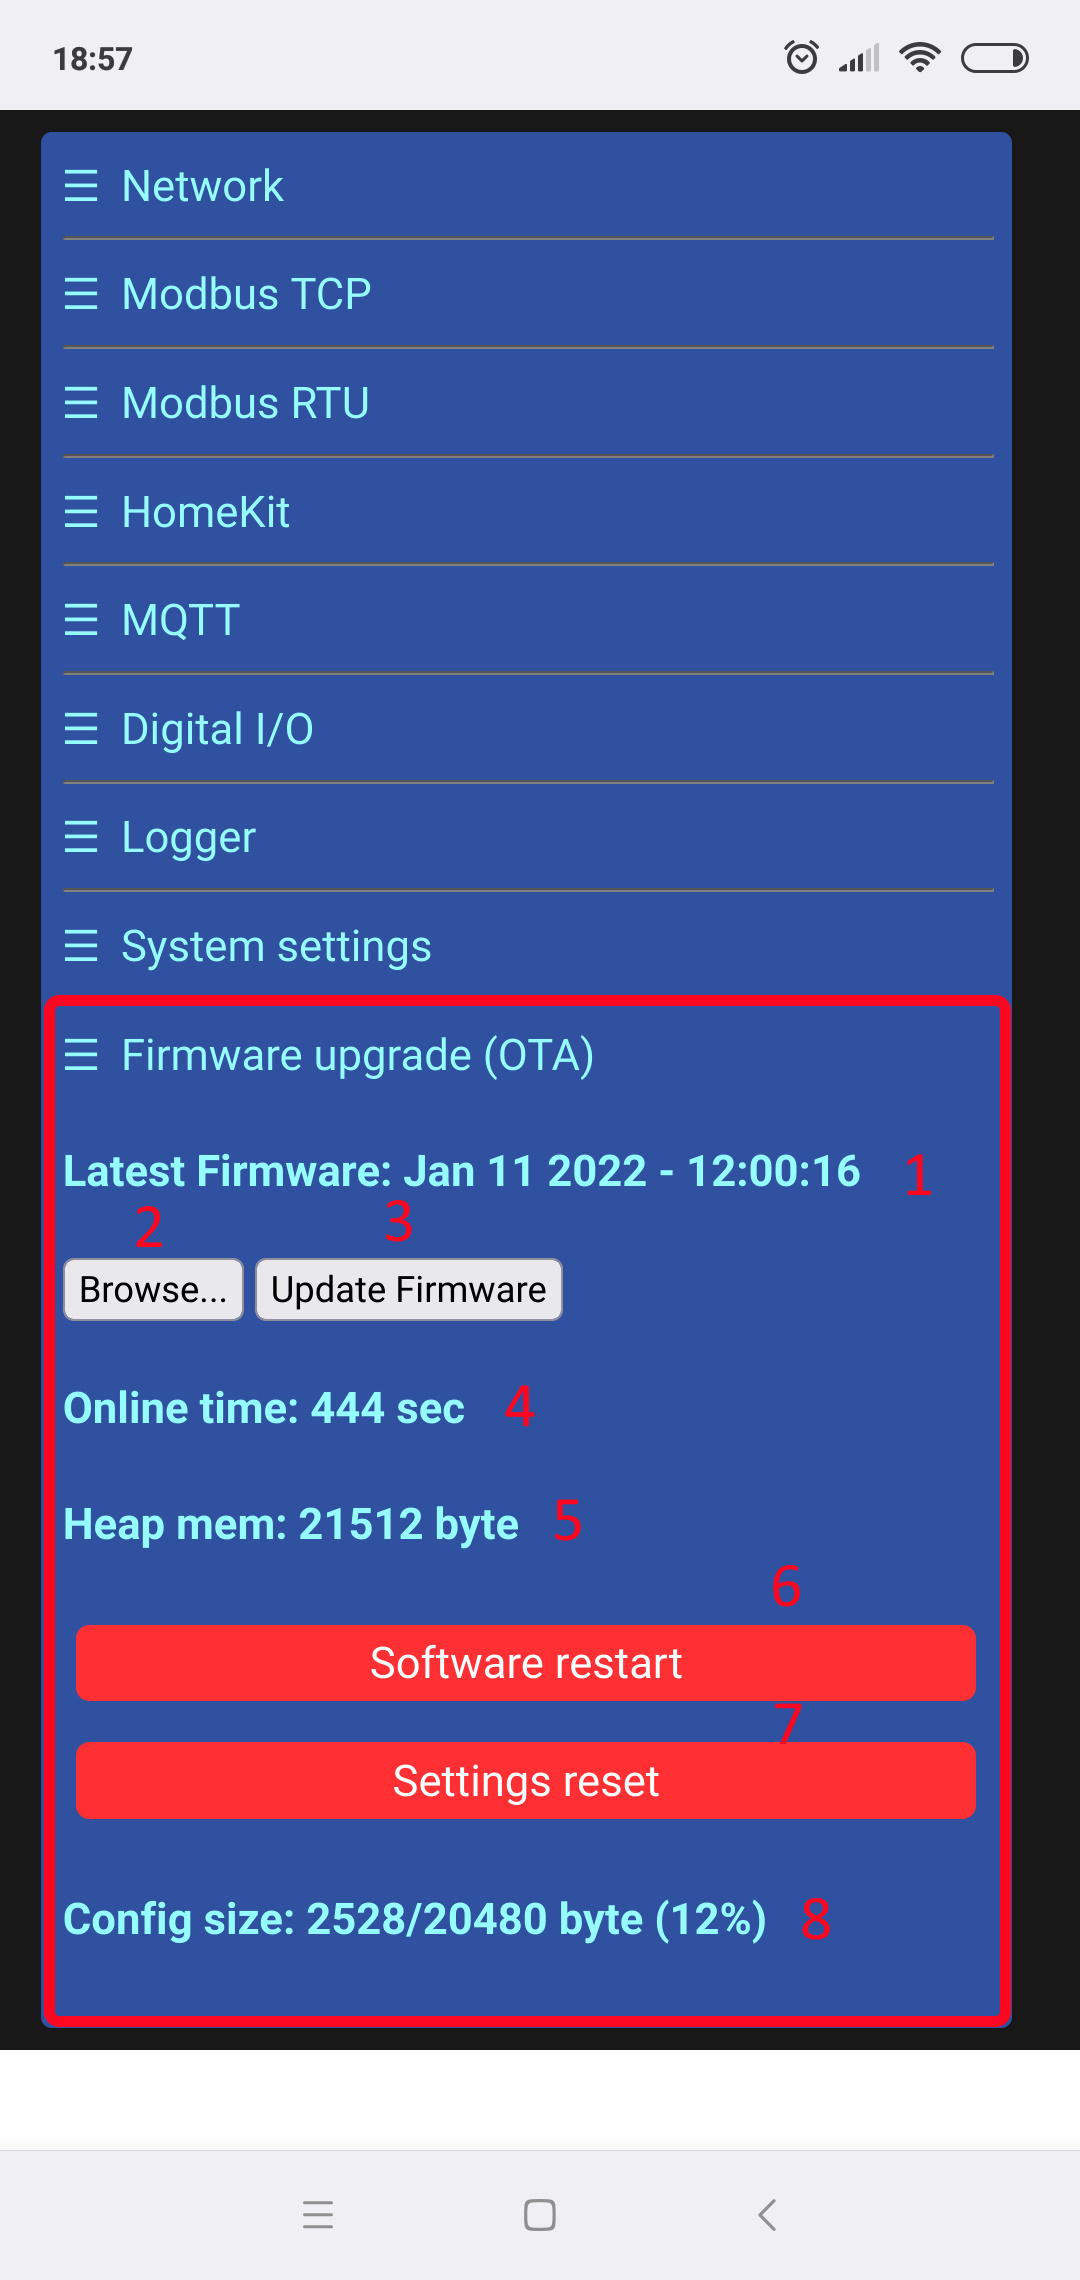 18:57
Network
Modbus TCP
Modbus RTU
HomeKit
MQTT
Digital I/O
Logger
System settings
Firmware upgrade (OTA)
Latest Firmware: Jan 11 2022 - 12:00:16 1
2 3
Browse... Update Firmware
Online time: 444 sec 4
Heap mem: 21512 byte 5
6
Software restart
7
Settings reset
Config size: 2528/20480 byte (12%) 8